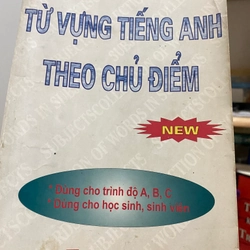 TỪ VỰNG TIẾNG ANH
THEO CHỦ ĐIỂM
NEW
* Dùng cho trình độ A, B, C
* Dùng cho học sinh, sinh viên